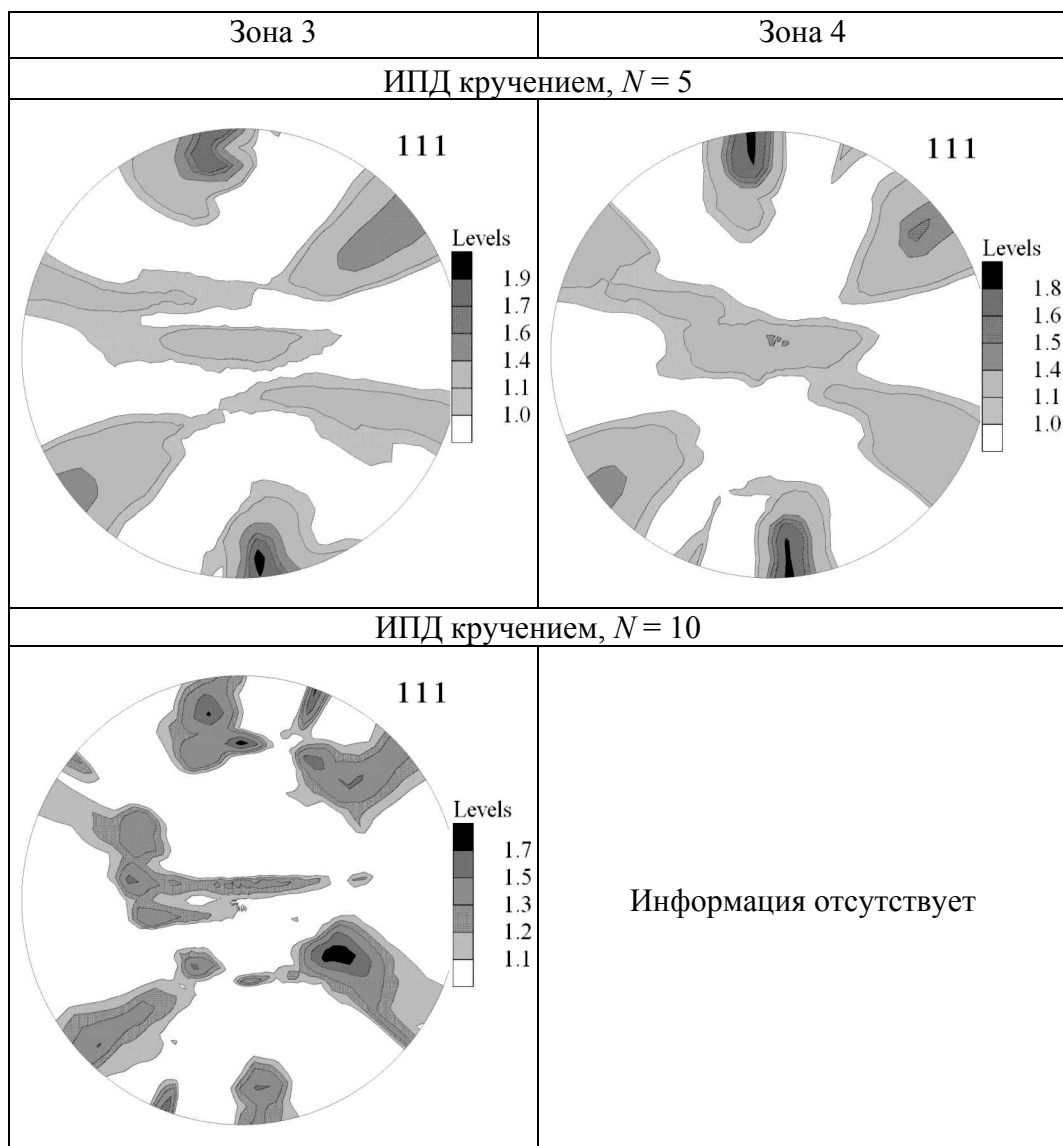 Зона 3
Зона 4
ИПД кручением, N = 5
111
Levels
1.9
1.7
1.6
1.4
1.1
1.0
111
Levels
1.8
1.6
1.5
1.4
1.1
1.0
ИПД кручением, N = 10
111
Levels
1.7
1.5
1.3
1.2
1.1
Информация отсутствует